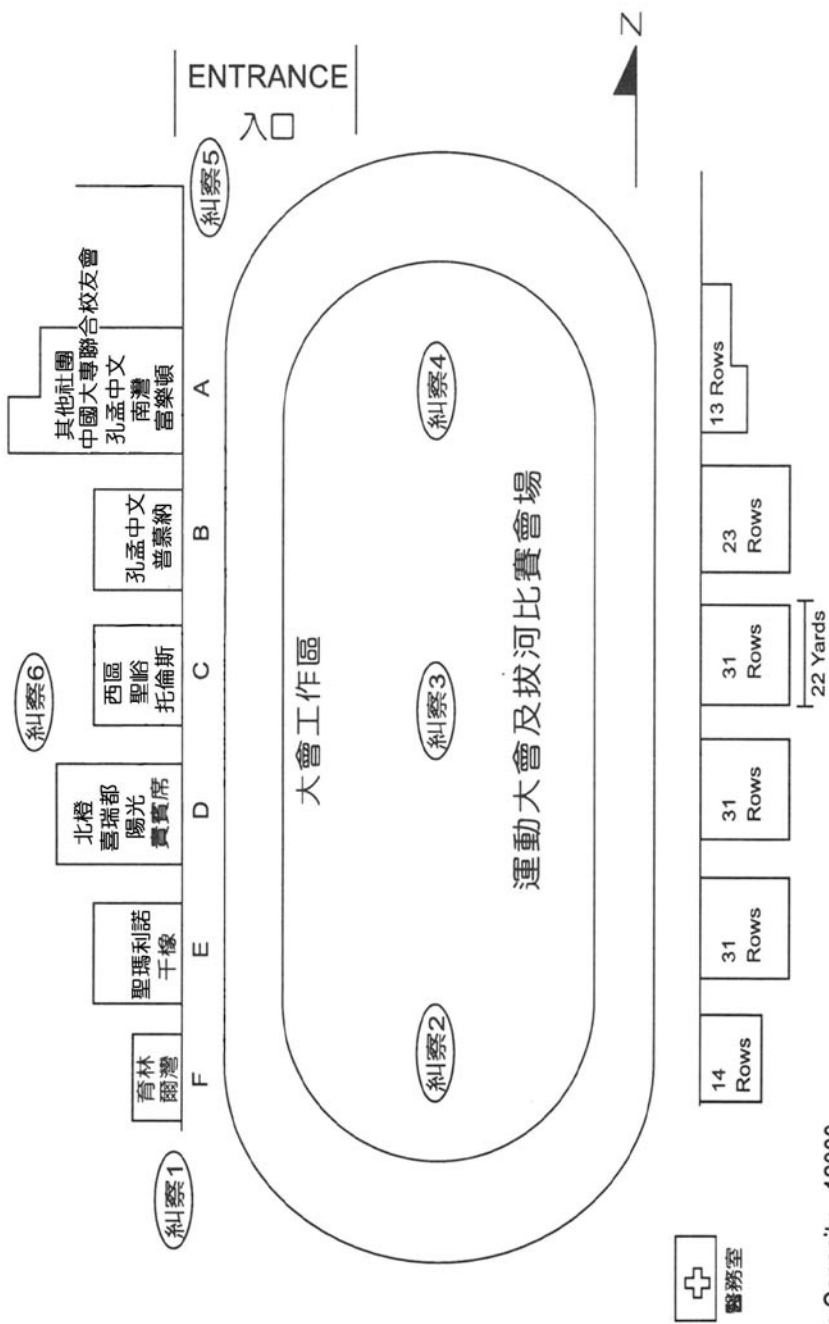 ENTRANCE
入口
糾察5
其他社團
中國大專聯合校友會
孔孟中文
南灣
富樂頓
A
孔孟中文
普慕納
B
糾察6
西區
聖峪
托倫斯
C
北橙
喜瑞都
陽光
貴賓席
D
聖瑪利諾
千橡
E
育林
爾灣
F
糾察1
N
大會工作區
糾察4
糾察3
糾察2
運動大會及拔河比賽會場
13 Rows
23
Rows
31
Rows
22 Yards
31
Rows
31
Rows
14
Rows
醫務室